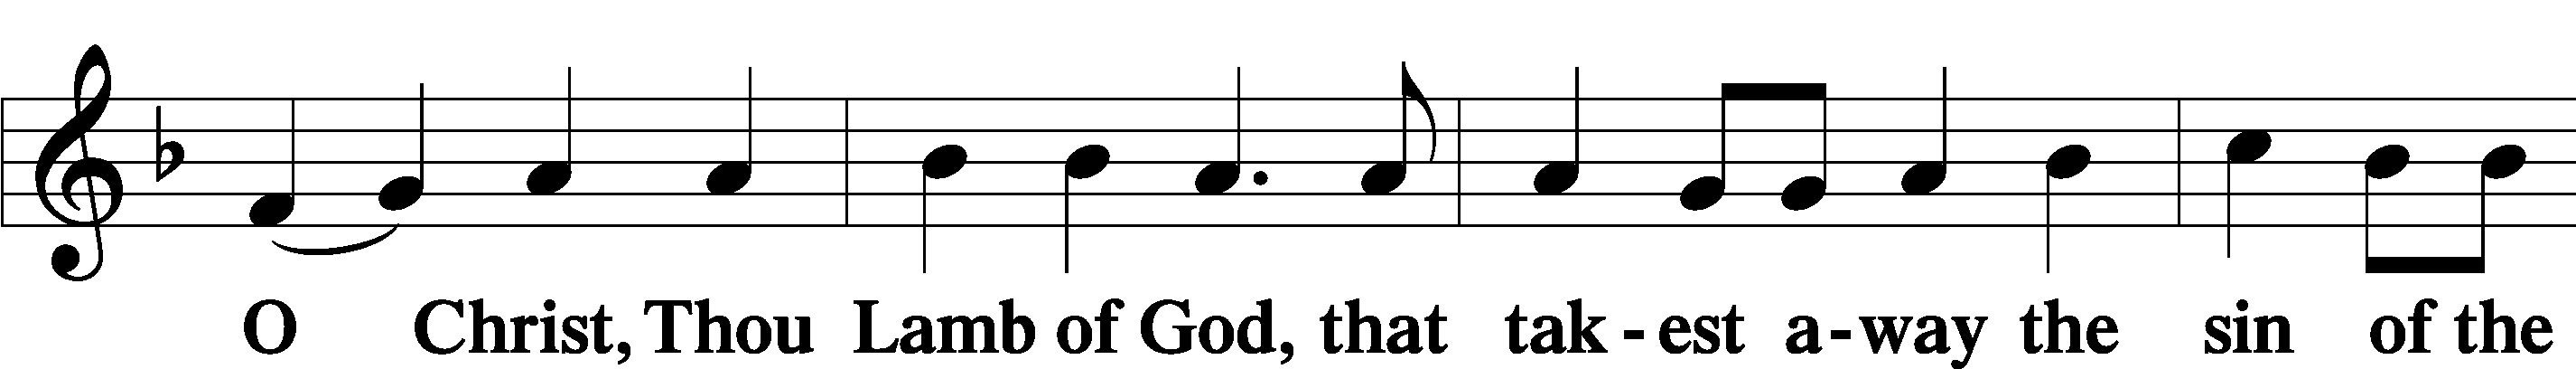 O Christ, Thou Lamb of God, that tak - est a - way the sin of the